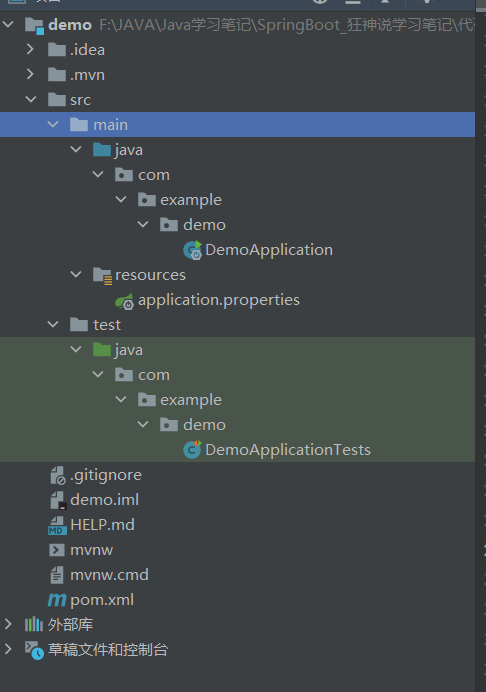 demo F:\JAVA\Java学习笔记\SpringBoot_狂神说学习笔记\代
.idea
.mvn
src
main
java
com
example
demo
DemoApplication
resources
application.properties
test
java
com
example
demo
DemoApplicationTests
.gitignore
demo.iml
HELP.md
mvnw
mvnw.cmd
pom.xml
外部库
草稿文件和控制台